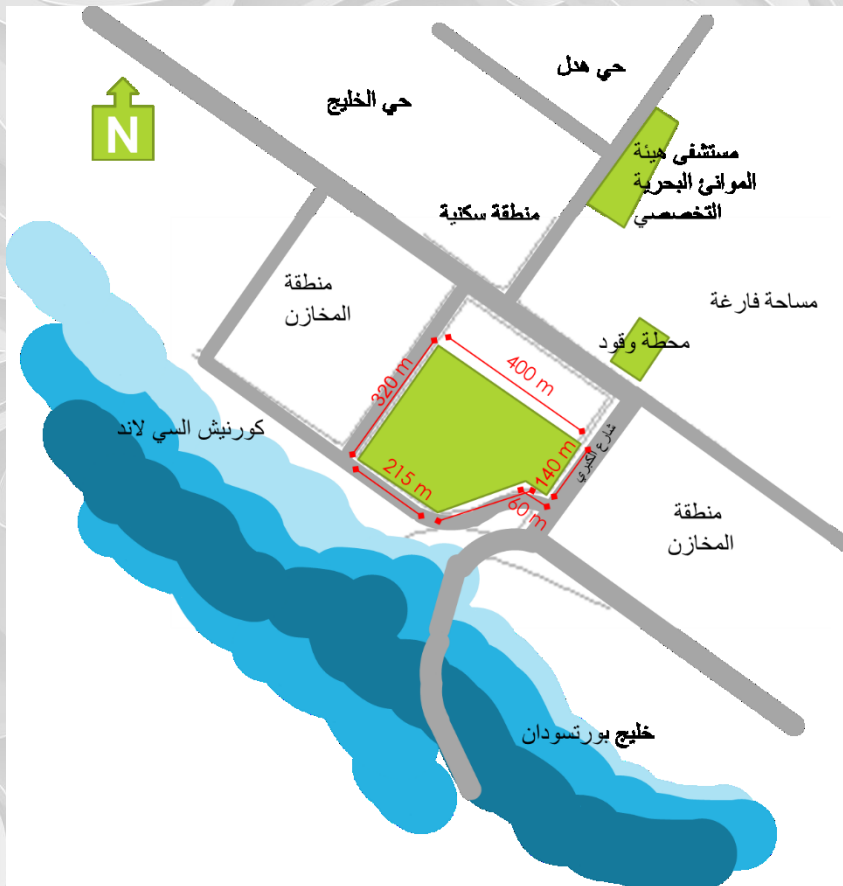 حي هدل
حي الخليج
N
مستشفى هيئة
الموانئ البحرية
التخصصي
منطقة سكنية
منطقة
المخازن
مساحة فارغة
محطة وقود
400 m
320 m
كورنيش السي لاند
شارع الكبري
140 m
215 m
60 m
منطقة
المخازن
خليج بورتسودان